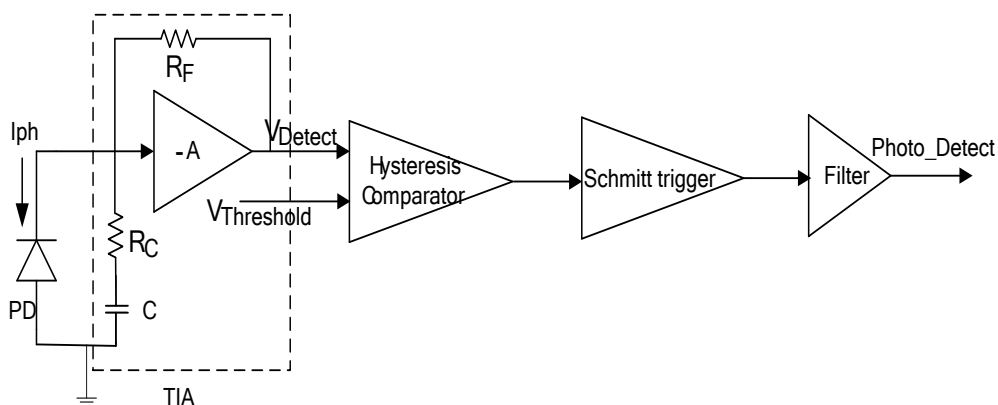 R_F
Iph
-A
V_Detect
Hysteresis
Comparator
Schmitt trigger
Filter
Photo_Detect
V_Threshold
R_C
PD
C
TIA